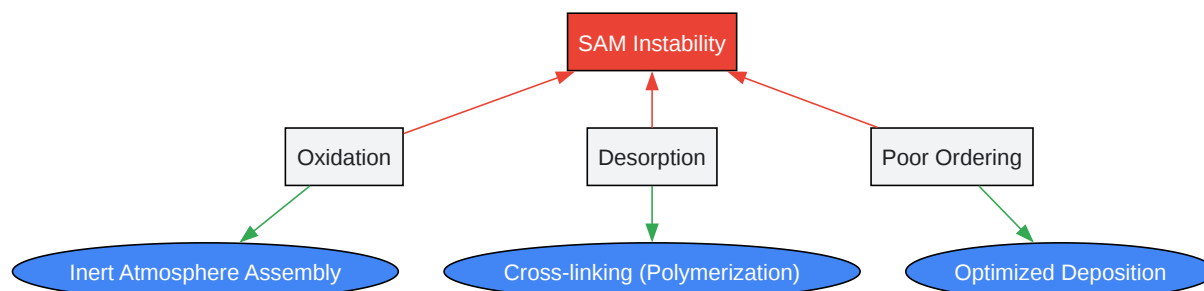 SAM Instability
Oxidation
Desorption
Poor Ordering
Inert Atmosphere Assembly
Cross-linking (Polymerization)
Optimized Deposition